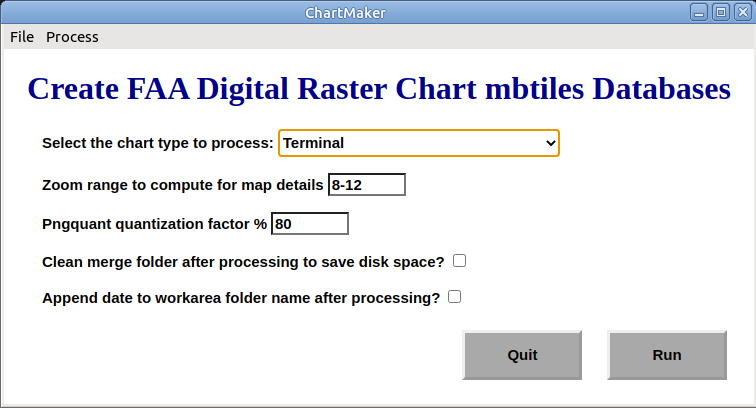 ChartMaker
File Process
Create FAA Digital Raster Chart mbtiles Databases
Select the chart type to process: Terminal
Zoom range to compute for map details 8-12
Pngquant quantization factor % 80
Clean merge folder after processing to save disk space?
Append date to workarea folder name after processing?
Quit Run